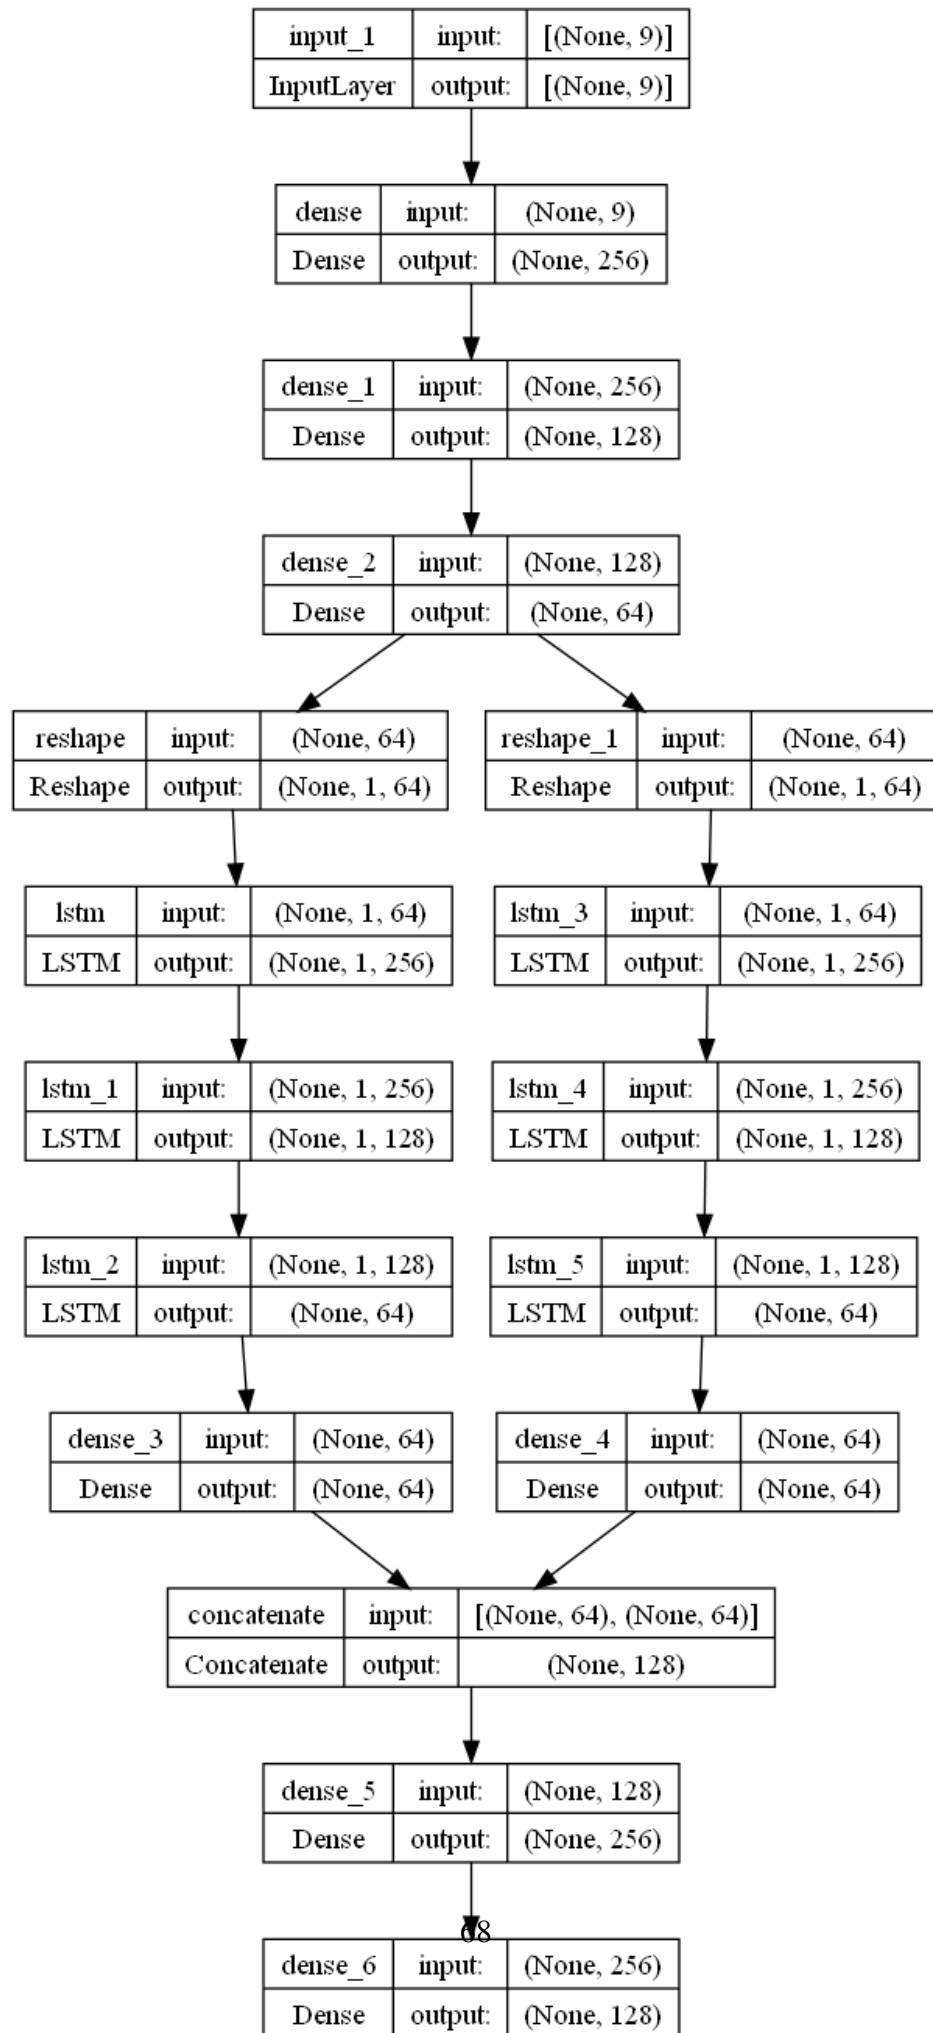 input_1 input: [(None, 9)]
InputLayer output: [(None, 9)]
dense input: (None, 9)
Dense output: (None, 256)
dense_1 input: (None, 256)
Dense output: (None, 128)
dense_2 input: (None, 128)
Dense output: (None, 64)
reshape input: (None, 64)
Reshape output: (None, 1, 64)
reshape_1 input: (None, 64)
Reshape output: (None, 1, 64)
lstm input: (None, 1, 64)
LSTM output: (None, 1, 256)
lstm_3 input: (None, 1, 64)
LSTM output: (None, 1, 256)
lstm_1 input: (None, 1, 256)
LSTM output: (None, 1, 128)
lstm_4 input: (None, 1, 256)
LSTM output: (None, 1, 128)
lstm_2 input: (None, 1, 128)
LSTM output: (None, 64)
lstm_5 input: (None, 1, 128)
LSTM output: (None, 64)
dense_3 input: (None, 64)
Dense output: (None, 64)
dense_4 input: (None, 64)
Dense output: (None, 64)
concatenate input: [(None, 64), (None, 64)]
Concatenate output: (None, 128)
dense_5 input: (None, 128)
Dense output: (None, 256)
68
dense_6 input: (None, 256)
Dense output: (None, 128)